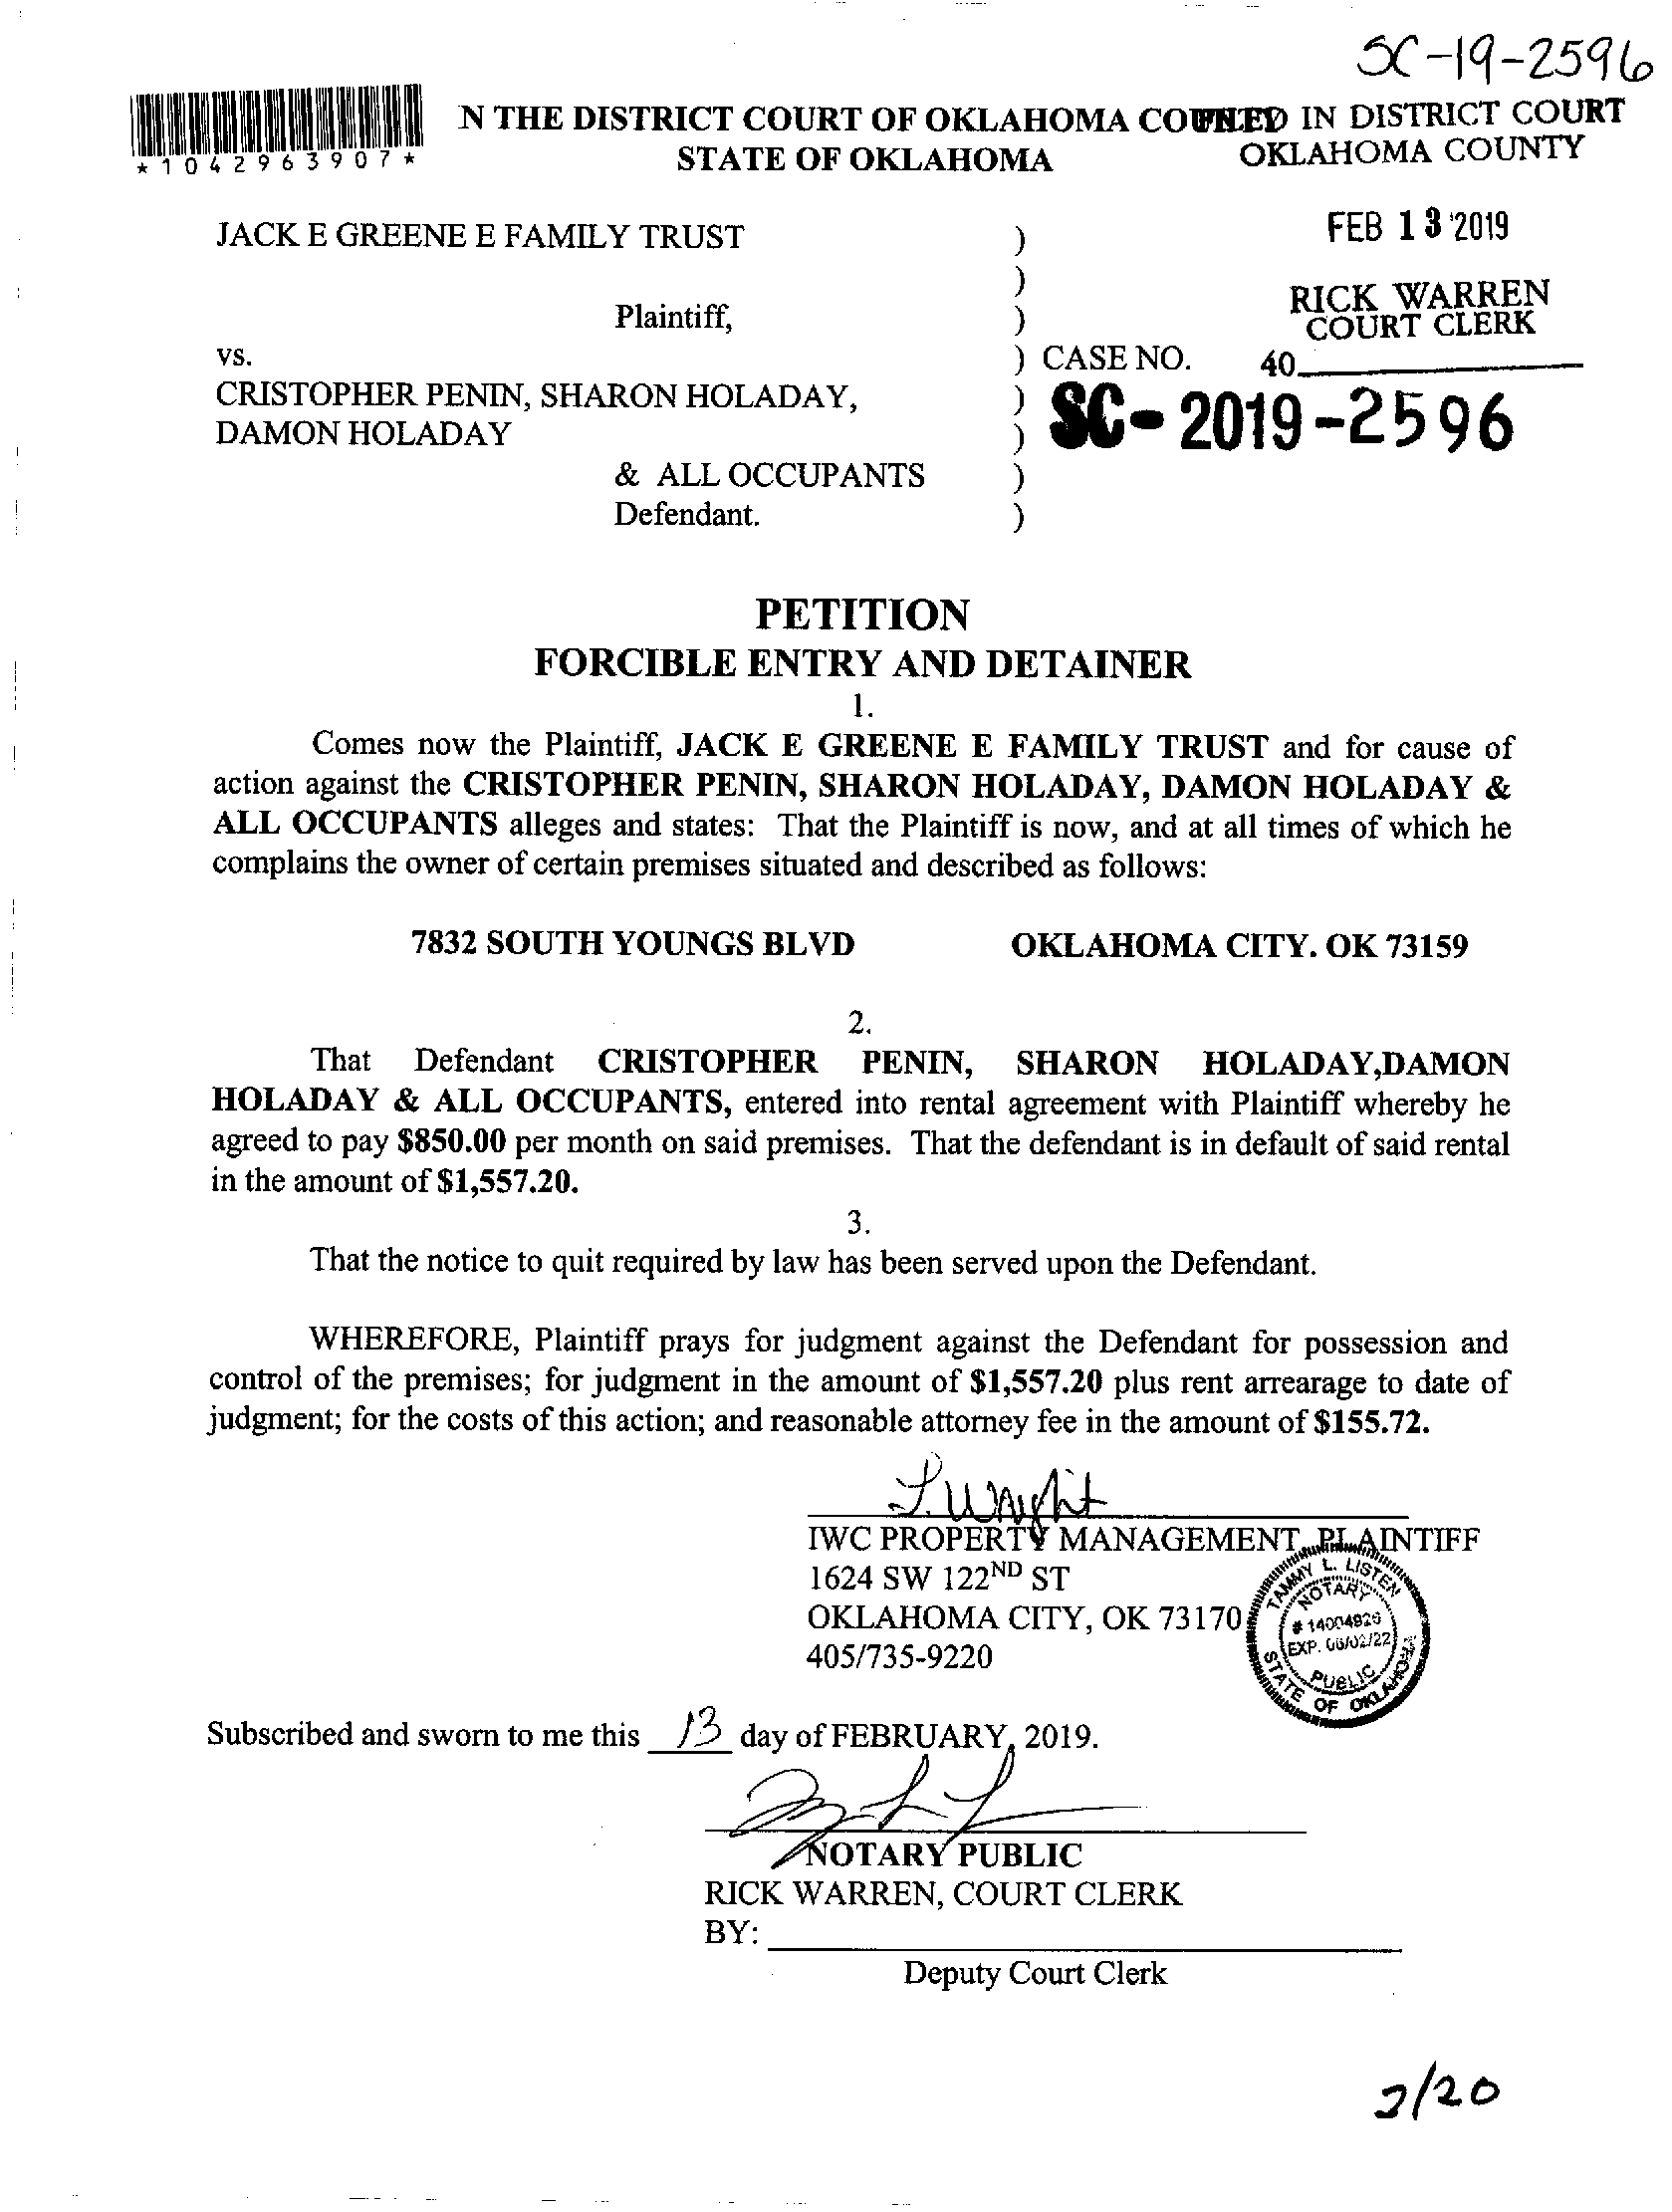 SC-19-2596
*1042963907*
N THE DISTRICT COURT OF OKLAHOMA COUNTY
STATE OF OKLAHOMA
FILED IN DISTRICT COURT
OKLAHOMA COUNTY
FEB 13 2019
RICK WARREN
COURT CLERK
40
JACK E GREENE E FAMILY TRUST )
)
Plaintiff, )
vs. ) CASE NO.
CRISTOPHER PENIN, SHARON HOLADAY, ) SC-2019-2596
DAMON HOLADAY )
& ALL OCCUPANTS )
Defendant. )
PETITION
FORCIBLE ENTRY AND DETAINER
1.
Comes now the Plaintiff, JACK E GREENE E FAMILY TRUST and for cause of
action against the CRISTOPHER PENIN, SHARON HOLADAY, DAMON HOLADAY &
ALL OCCUPANTS alleges and states: That the Plaintiff is now, and at all times of which he
complains the owner of certain premises situated and described as follows:
7832 SOUTH YOUNGS BLVD OKLAHOMA CITY. OK 73159
2.
That Defendant CRISTOPHER PENIN, SHARON HOLADAY,DAMON
HOLADAY & ALL OCCUPANTS, entered into rental agreement with Plaintiff whereby he
agreed to pay $850.00 per month on said premises. That the defendant is in default of said rental
in the amount of $1,557.20.
3.
That the notice to quit required by law has been served upon the Defendant.
WHEREFORE, Plaintiff prays for judgment against the Defendant for possession and
control of the premises; for judgment in the amount of $1,557.20 plus rent arrearage to date of
judgment; for the costs of this action; and reasonable attorney fee in the amount of $155.72.
L. Wright
IWC PROPERTY MANAGEMENT, PLAINTIFF
1624 SW 122ND ST
OKLAHOMA CITY, OK 73170
405/735-9220
TAMMY L. LISTEN
NOTARY
# 14004826
EXP. 06/02/22
PUBLIC
STATE OF OKLAHOMA
Subscribed and sworn to me this 13 day of FEBRUARY, 2019.
NOTARY PUBLIC
RICK WARREN, COURT CLERK
BY:
Deputy Court Clerk
2/20